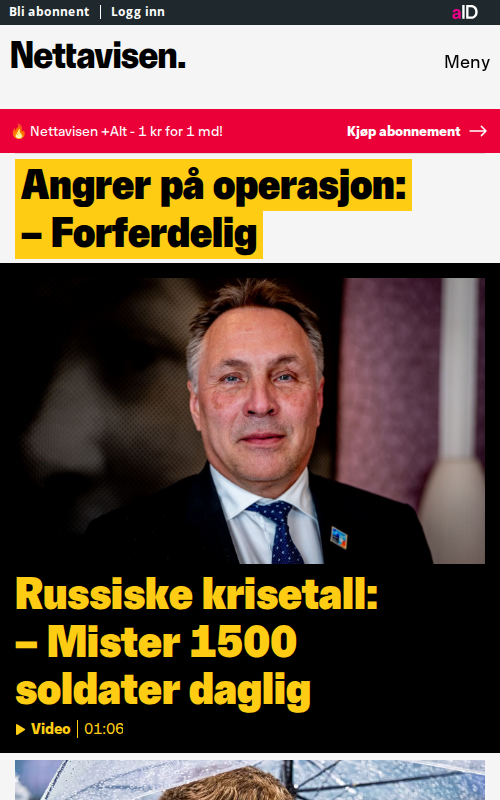 Bli abonnent
Logg inn
aID
Nettavisen.
Meny
🔥 Nettavisen +Alt - 1 kr for 1 md!
Kjøp abonnement →
Angrer på operasjon:
– Forferdelig
Russiske krisetall:
– Mister 1500
soldater daglig
Video
01:06